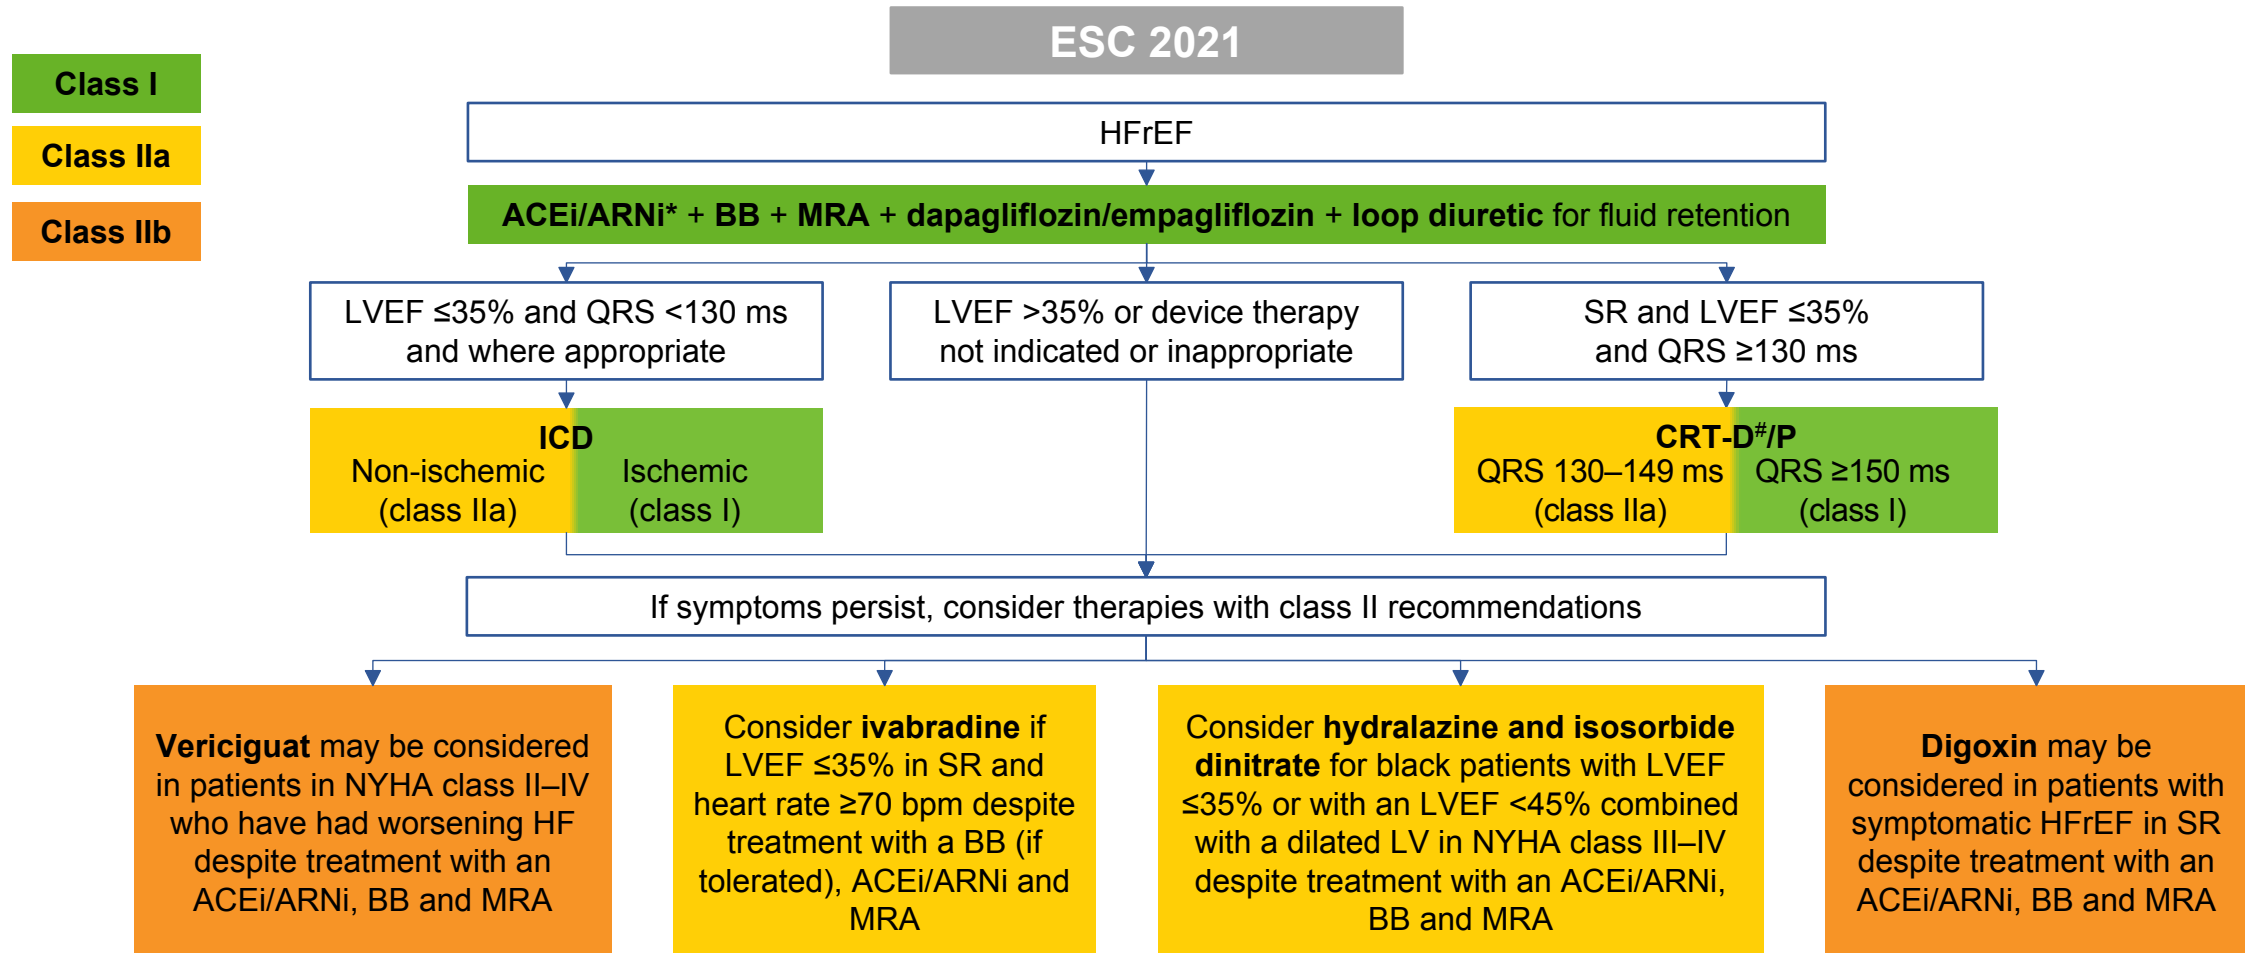 ESC 2021
Class I
Class IIa
Class IIb
HFrEF
ACEi/ARNi* + BB + MRA + dapagliflozin/empagliflozin + loop diuretic for fluid retention
LVEF ≤35% and QRS <130 ms
and where appropriate
LVEF >35% or device therapy
not indicated or inappropriate
SR and LVEF ≤35%
and QRS ≥130 ms
ICD
Non-ischemic
(class IIa)
Ischemic
(class I)
CRT-D#/P
QRS 130–149 ms
(class IIa)
QRS ≥150 ms
(class I)
If symptoms persist, consider therapies with class II recommendations
Vericiguat may be considered
in patients in NYHA class II–IV
who have had worsening HF
despite treatment with an
ACEi/ARNi, BB and MRA
Consider ivabradine if
LVEF ≤35% in SR and
heart rate ≥70 bpm despite
treatment with a BB (if
tolerated), ACEi/ARNi and
MRA
Consider hydralazine and isosorbide
dinitrate for black patients with LVEF
≤35% or with an LVEF <45% combined
with a dilated LV in NYHA class III–IV
despite treatment with an ACEi/ARNi,
BB and MRA
Digoxin may be
considered in patients with
symptomatic HFrEF in SR
despite treatment with an
ACEi/ARNi, BB and MRA